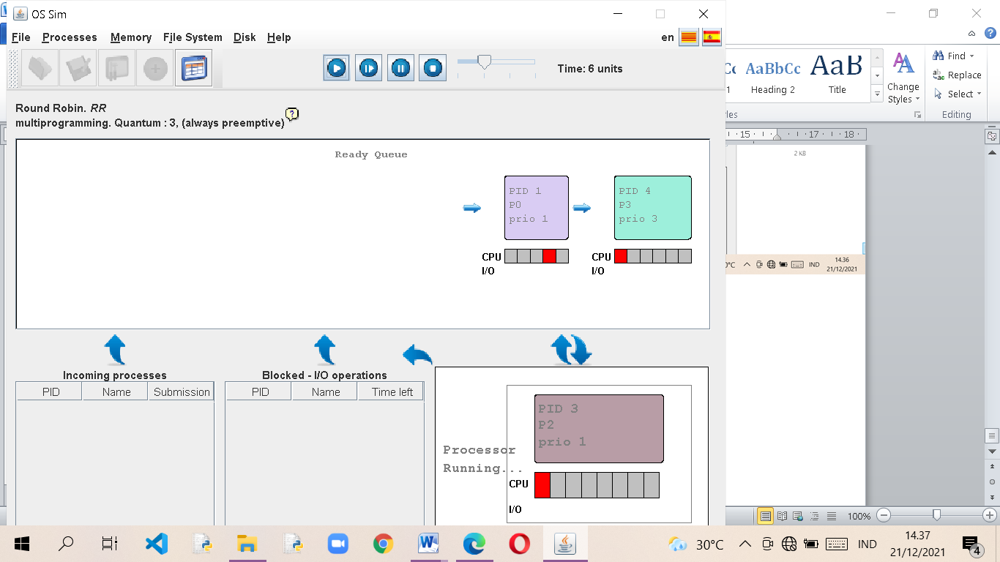 OS Sim
File Processes Memory File System Disk Help
en
Time: 6 units
Round Robin. RR
multiprogramming. Quantum : 3, (always preemptive)
?
Ready Queue
PID 1
P0
prio 1
CPU
I/O
PID 4
P3
prio 3
CPU
I/O
Incoming processes
PID Name Submission
Blocked - I/O operations
PID Name Time left
Processor
Running...
PID 3
P2
prio 1
CPU
I/O
AaBbCc AaB
1 Heading 2 Title
Change
Styles
Find
Replace
Select
les
Editing
15 17 18
2 KB
0°C IND
14.36
21/12/2021
100%
30°C
IND
14.37
21/12/2021
4